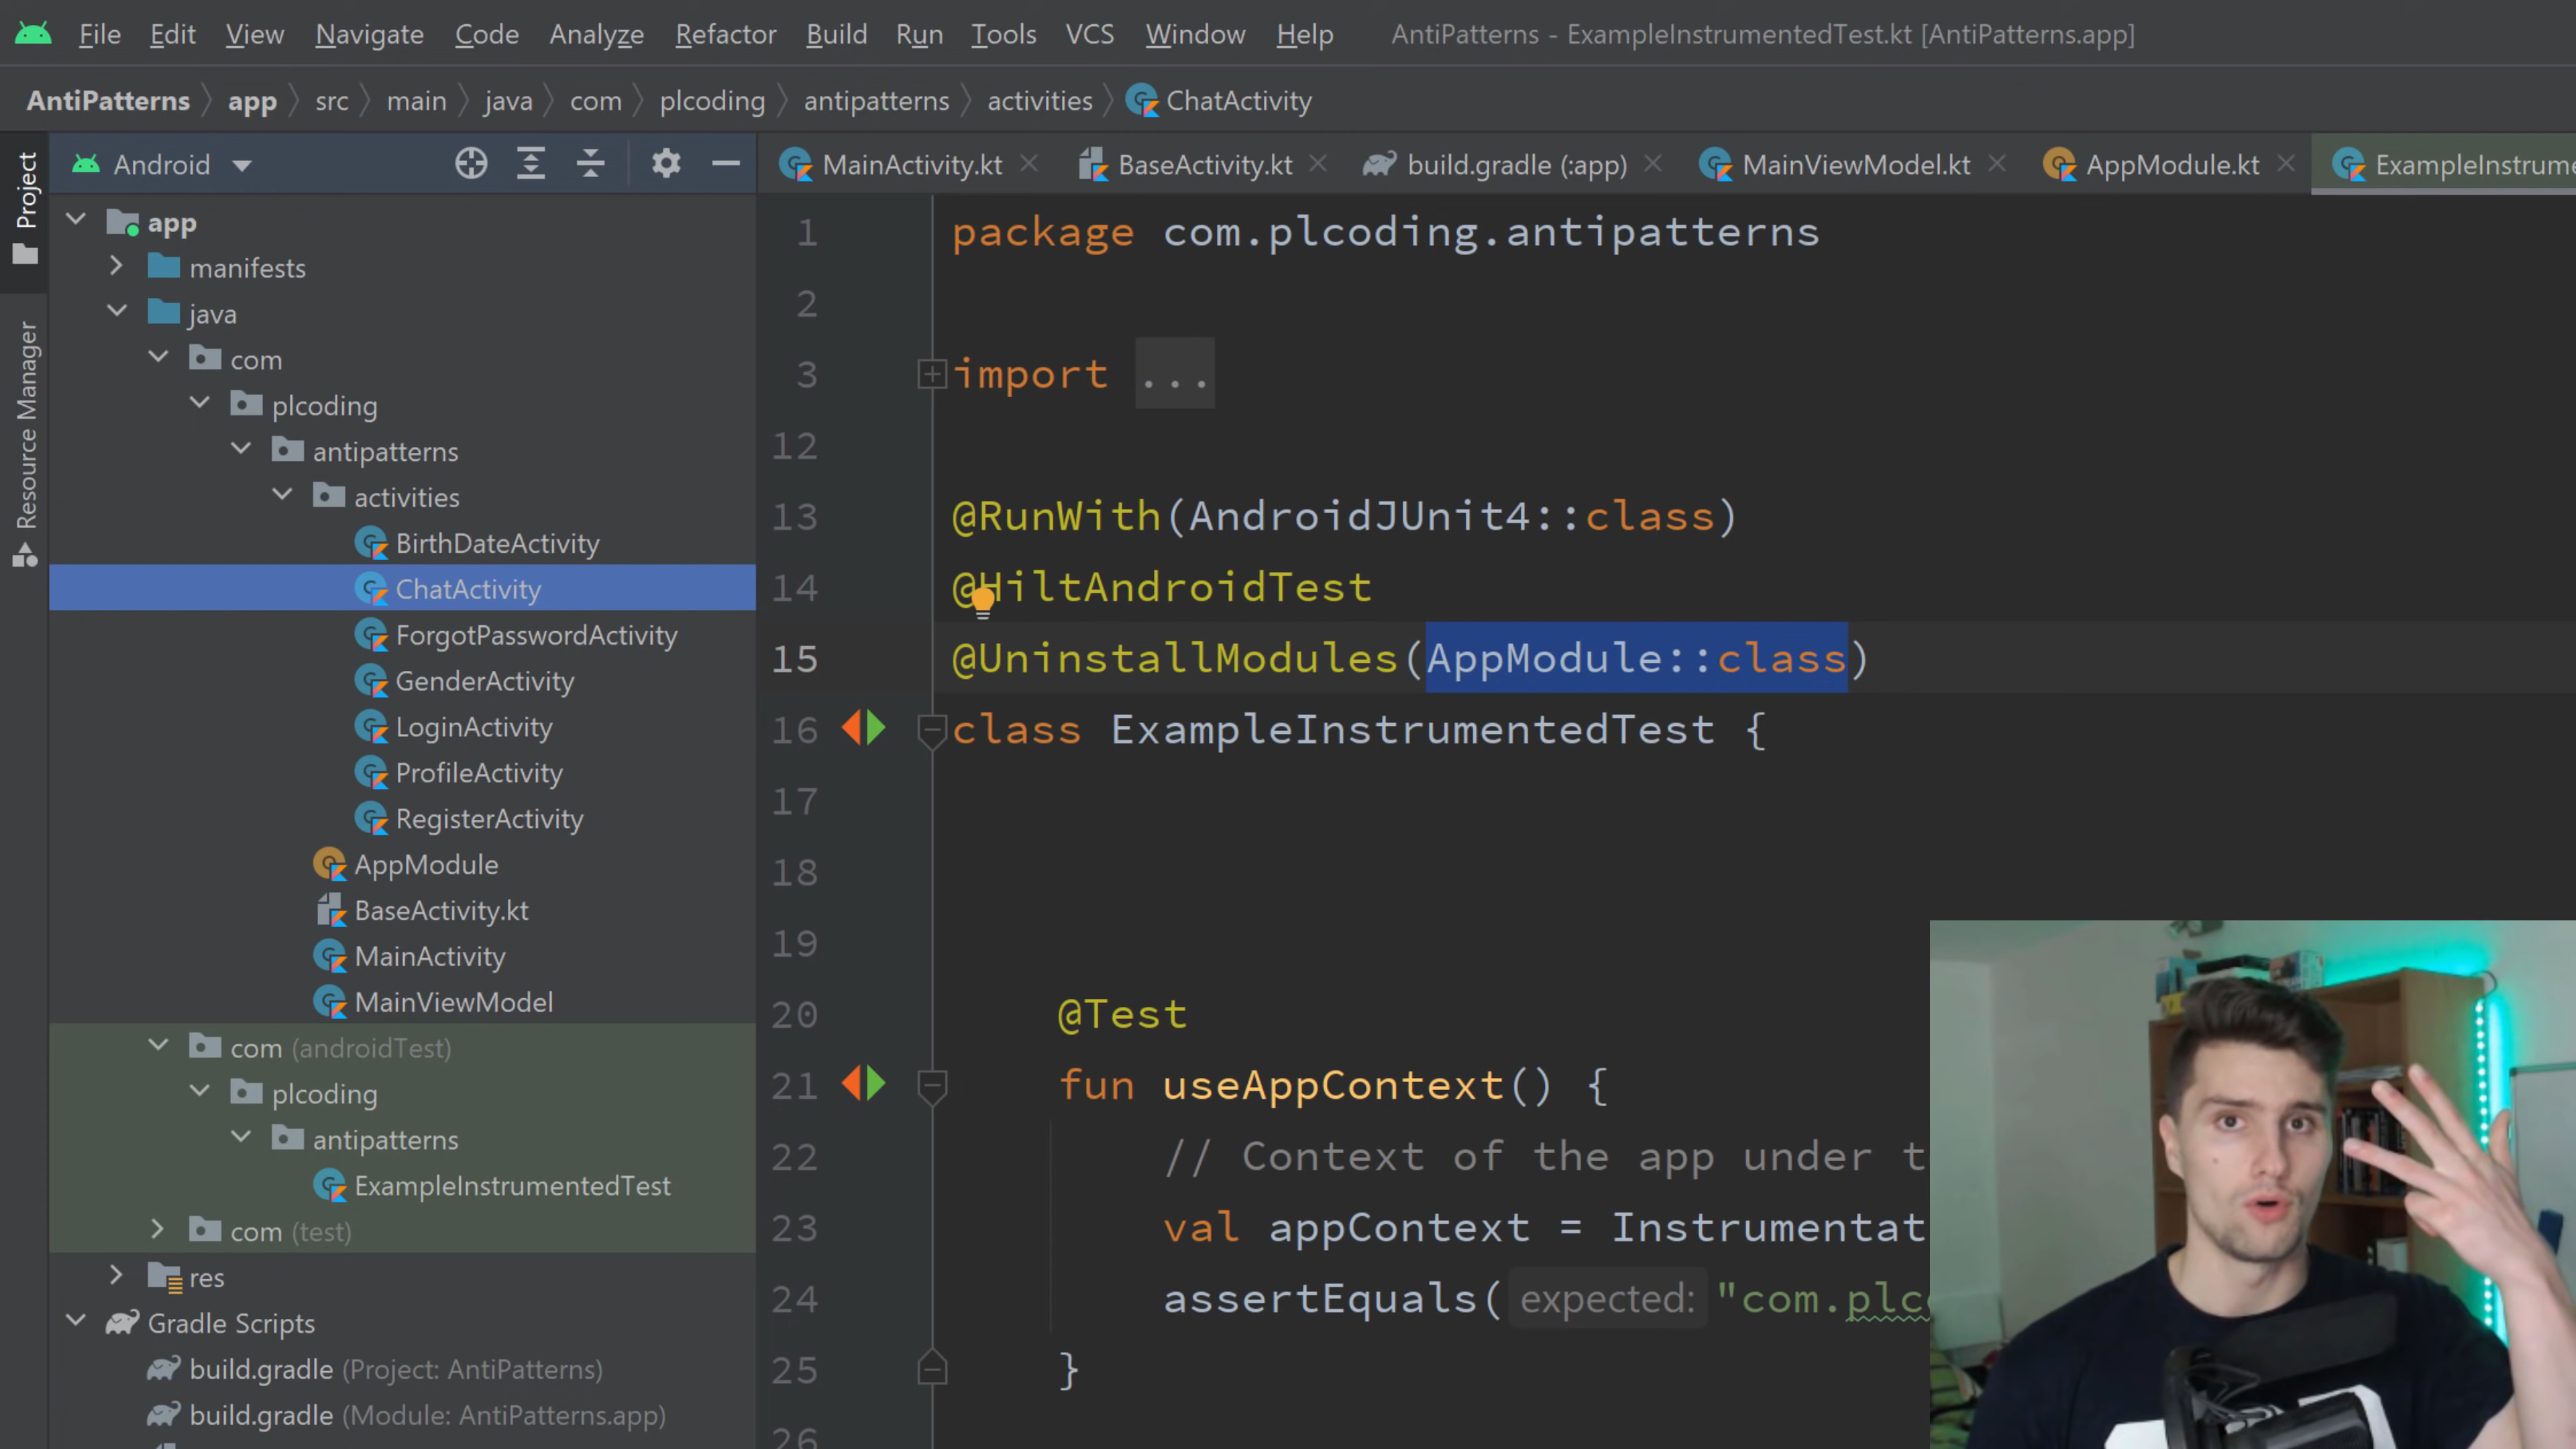 File Edit View Navigate Code Analyze Refactor Build Run Tools VCS Window Help AntiPatterns - ExampleInstrumentedTest.kt [AntiPatterns.app]
AntiPatterns app src main java com plcoding antipatterns activities ChatActivity
Project
Resource Manager
Android
app
manifests
java
com
plcoding
antipatterns
activities
BirthDateActivity
ChatActivity
ForgotPasswordActivity
GenderActivity
LoginActivity
ProfileActivity
RegisterActivity
AppModule
BaseActivity.kt
MainActivity
MainViewModel
com (androidTest)
plcoding
antipatterns
ExampleInstrumentedTest
com (test)
res
Gradle Scripts
build.gradle (Project: AntiPatterns)
build.gradle (Module: AntiPatterns.app)
MainActivity.kt BaseActivity.kt build.gradle (:app) MainViewModel.kt AppModule.kt ExampleInstrume
1 package com.plcoding.antipatterns
2
3 import ...
12
13 @RunWith(AndroidJUnit4::class)
14 @HiltAndroidTest
15 @UninstallModules(AppModule::class)
16 class ExampleInstrumentedTest {
17
18
19
20 @Test
21 fun useAppContext() {
22 // Context of the app under t
23 val appContext = Instrumentat
24 assertEquals( expected: "com.plc
25 }
26